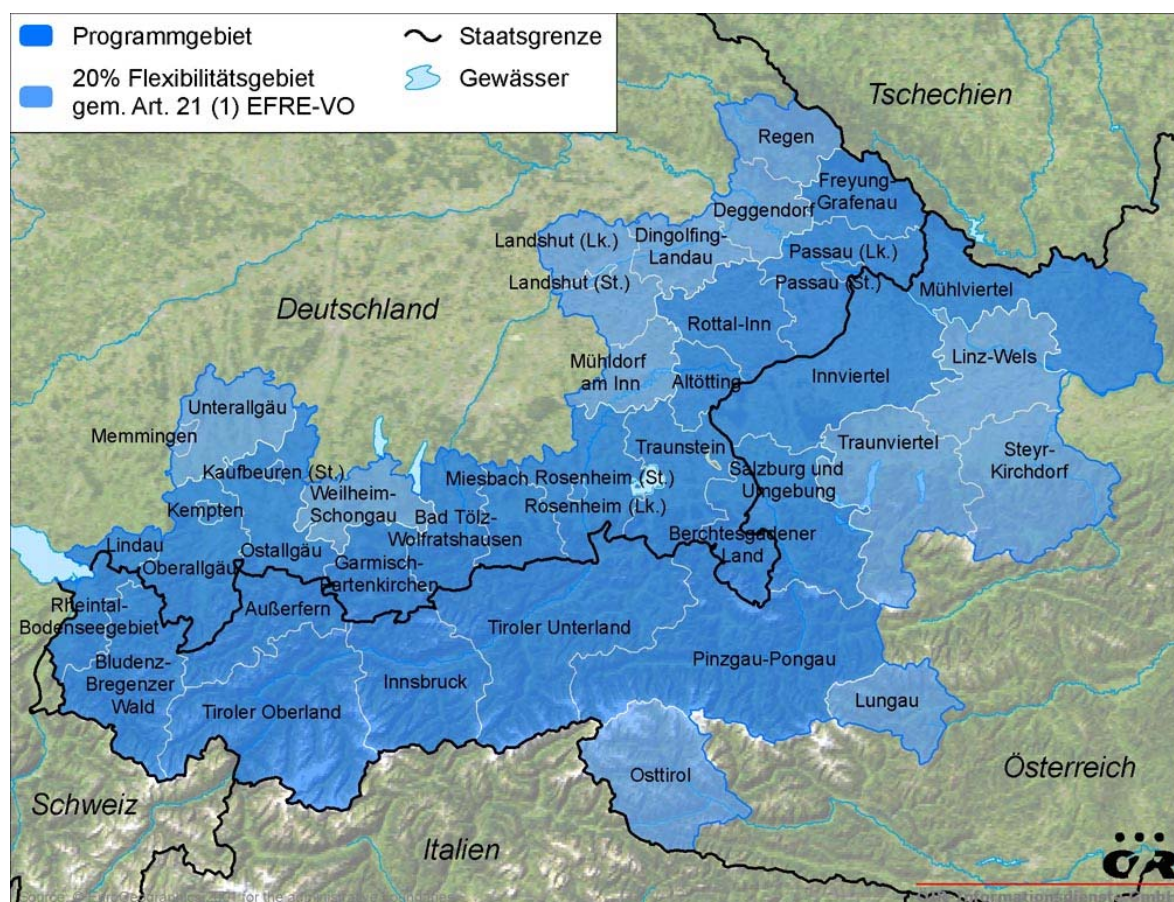 Programmgebiet
20% Flexibilitätsgebiet
gem. Art. 21 (1) EFRE-VO
Staatsgrenze
Gewässer
Tschechien
Regen
Freyung-
Grafenau
Deggendorf
Landshut (Lk.)
Dingolfing-
Landau
Passau (Lk.)
Landshut (St.)
Passau (St.)
Mühlviertel
Deutschland
Rottal-Inn
Mühldorf
am Inn
Linz-Wels
Altötting
Innviertel
Unterallgäu
Memmingen
Traunstein
Traunviertel
Steyr-
Kirchdorf
Kaufbeuren (St.)
Miesbach
Rosenheim (St.)
Salzburg und
Umgebung
Weilheim-
Schongau
Kempten
Rosenheim (Lk.)
Bad Tölz-
Wolfratshausen
Berchtesgadener
Land
Lindau
Ostallgäu
Oberallgäu
Garmisch-
Partenkirchen
Rheintal-
Bodenseegebiet
Außerfern
Tiroler Unterland
Bludenz-
Bregenzer
Wald
Innsbruck
Pinzgau-Pongau
Tiroler Oberland
Lungau
Osttirol
Österreich
Schweiz
Italien